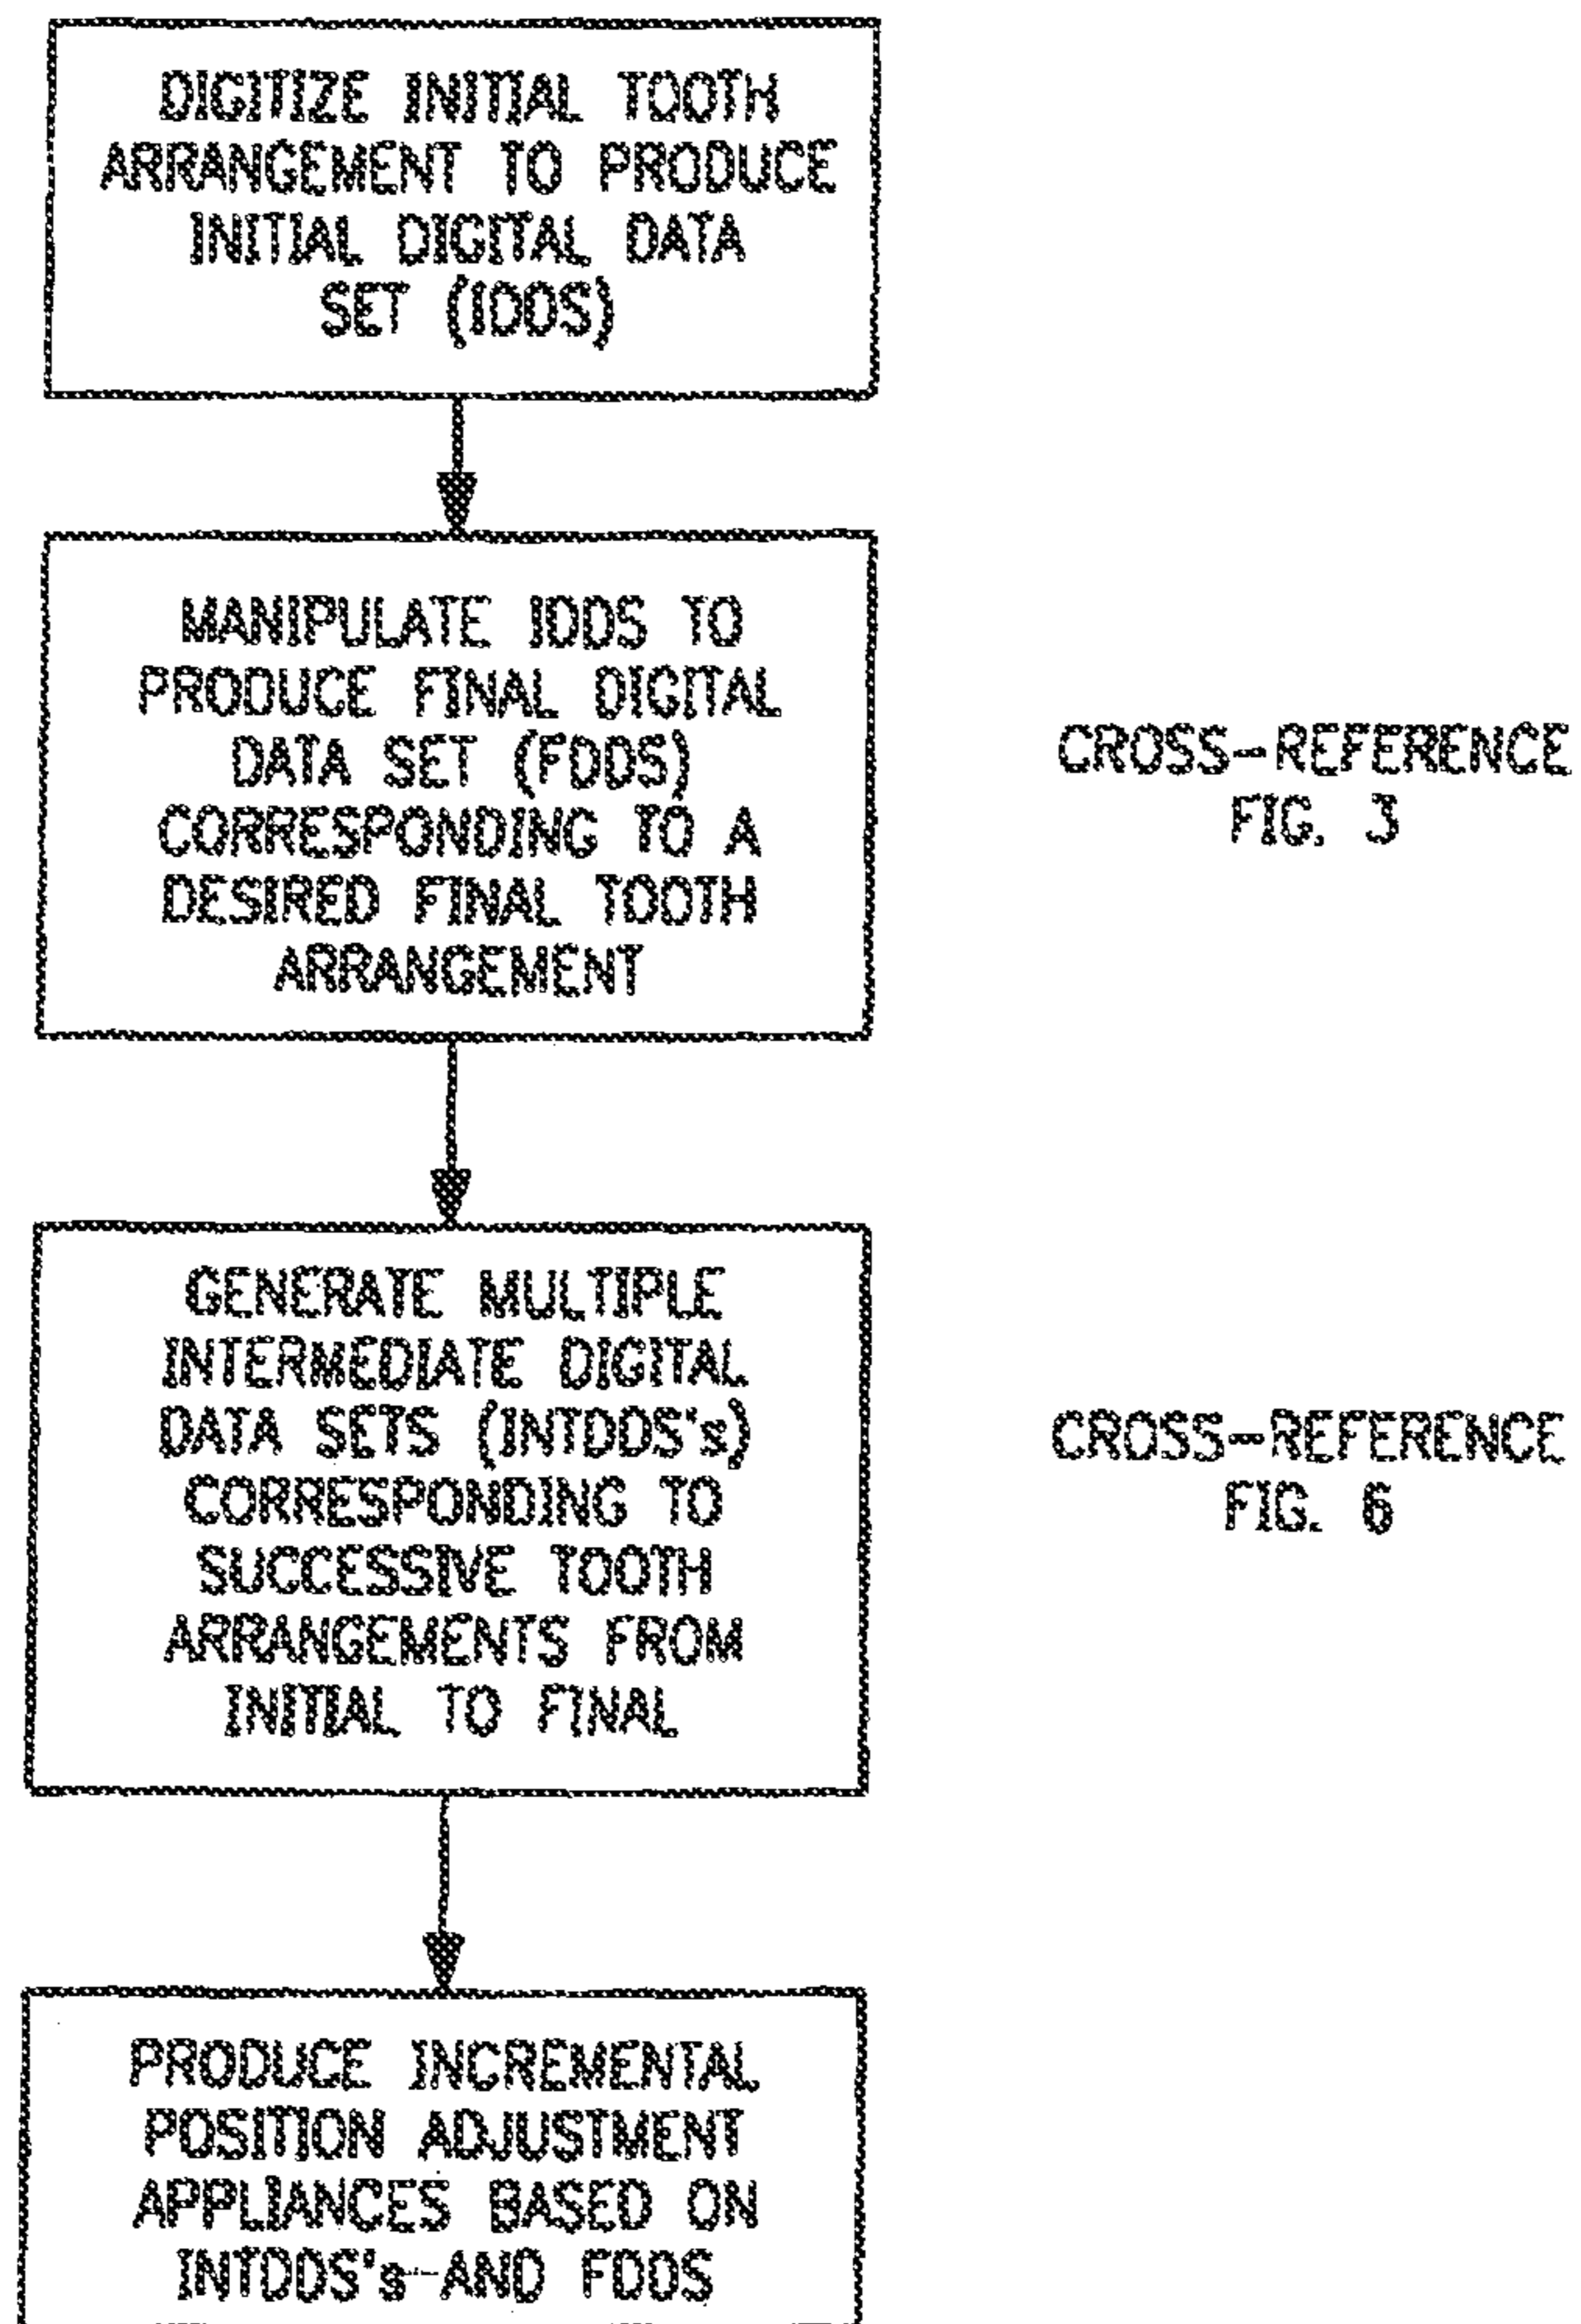 DIGITIZE INITIAL TOOTH
ARRANGEMENT TO PRODUCE
INITIAL DIGITAL DATA
SET (IDDS)
MANIPULATE IDDS TO
PRODUCE FINAL DIGITAL
DATA SET (FDDS)
CORRESPONDING TO A
DESIRED FINAL TOOTH
ARRANGEMENT
CROSS-REFERENCE
FIG. 3
GENERATE MULTIPLE
INTERMEDIATE DIGITAL
DATA SETS (INTDDS's)
CORRESPONDING TO
SUCCESSIVE TOOTH
ARRANGEMENTS FROM
INITIAL TO FINAL
CROSS-REFERENCE
FIG. 6
PRODUCE INCREMENTAL
POSITION ADJUSTMENT
APPLIANCES BASED ON
INTDDS's AND FDDS